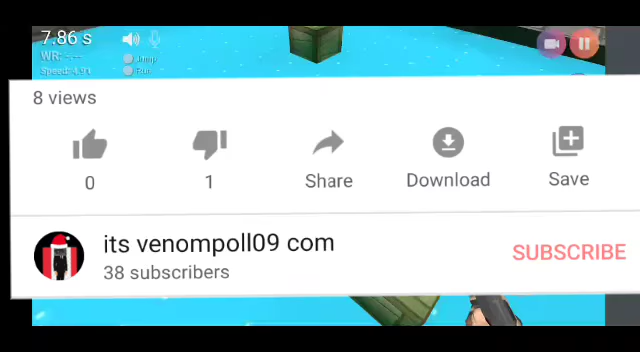 7.86 s
WR: -.--
Speed: 4.91
Jump
Run
8 views
0
1
Share
Download
Save
its venompoll09 com
38 subscribers
SUBSCRIBE